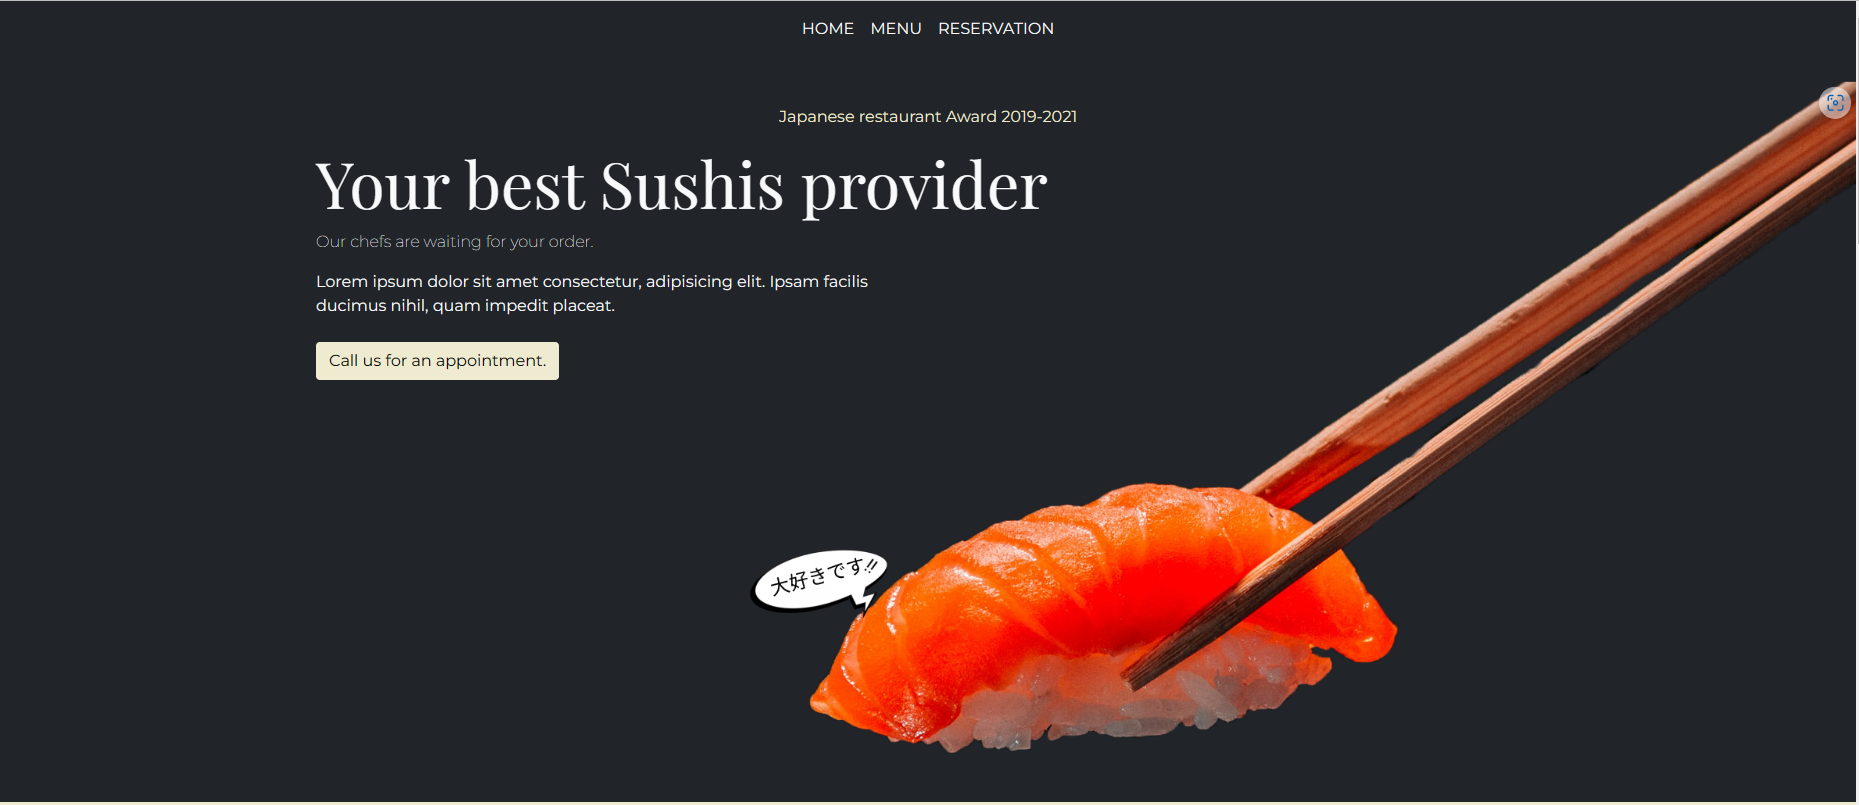 HOME MENU RESERVATION
Japanese restaurant Award 2019-2021
Your best Sushis provider
Our chefs are waiting for your order.
Lorem ipsum dolor sit amet consectetur, adipisicing elit. Ipsam facilis
ducimus nihil, quam impedit placeat.
Call us for an appointment.
大好きです!!